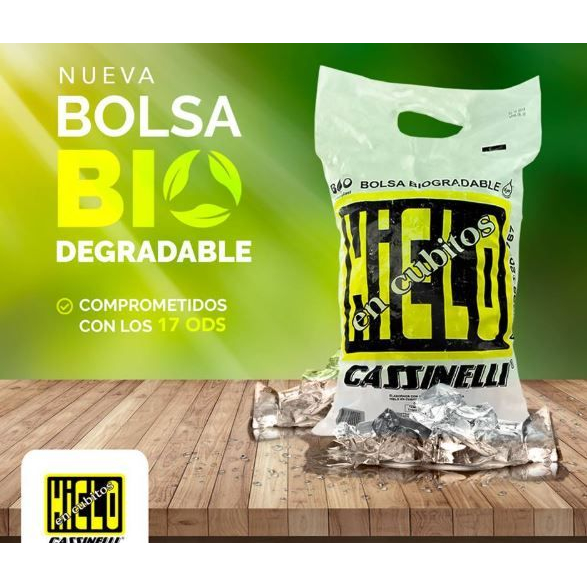 NUEVA
BOLSA
BIO
DEGRADABLE
COMPROMETIDOS
CON LOS 17 ODS
BOLSA BIOGRADABLE
HIELO
en cubitos
CASSINELLI
HIELO
en cubitos
CASSINELLI